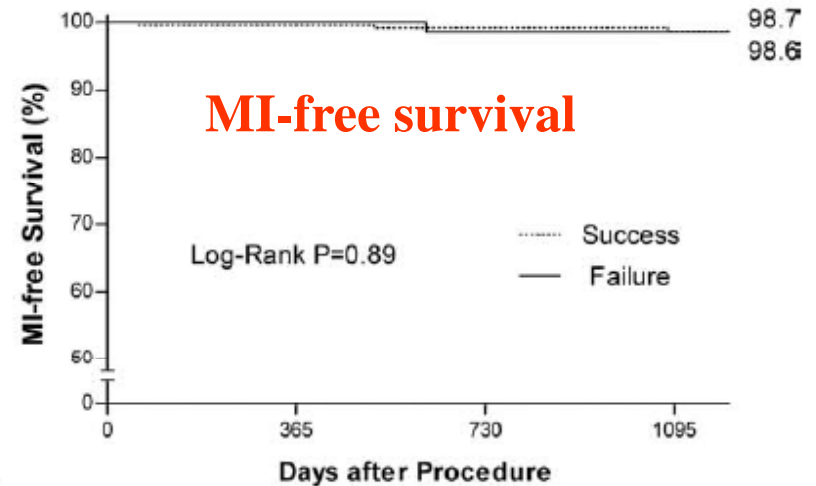 100
98.7
98.6
90
MI-free survival
80
MI-free Survival (%)
70
Success
Log-Rank P=0.89
Failure
60
50
0
0 365 730 1095
Days after Procedure